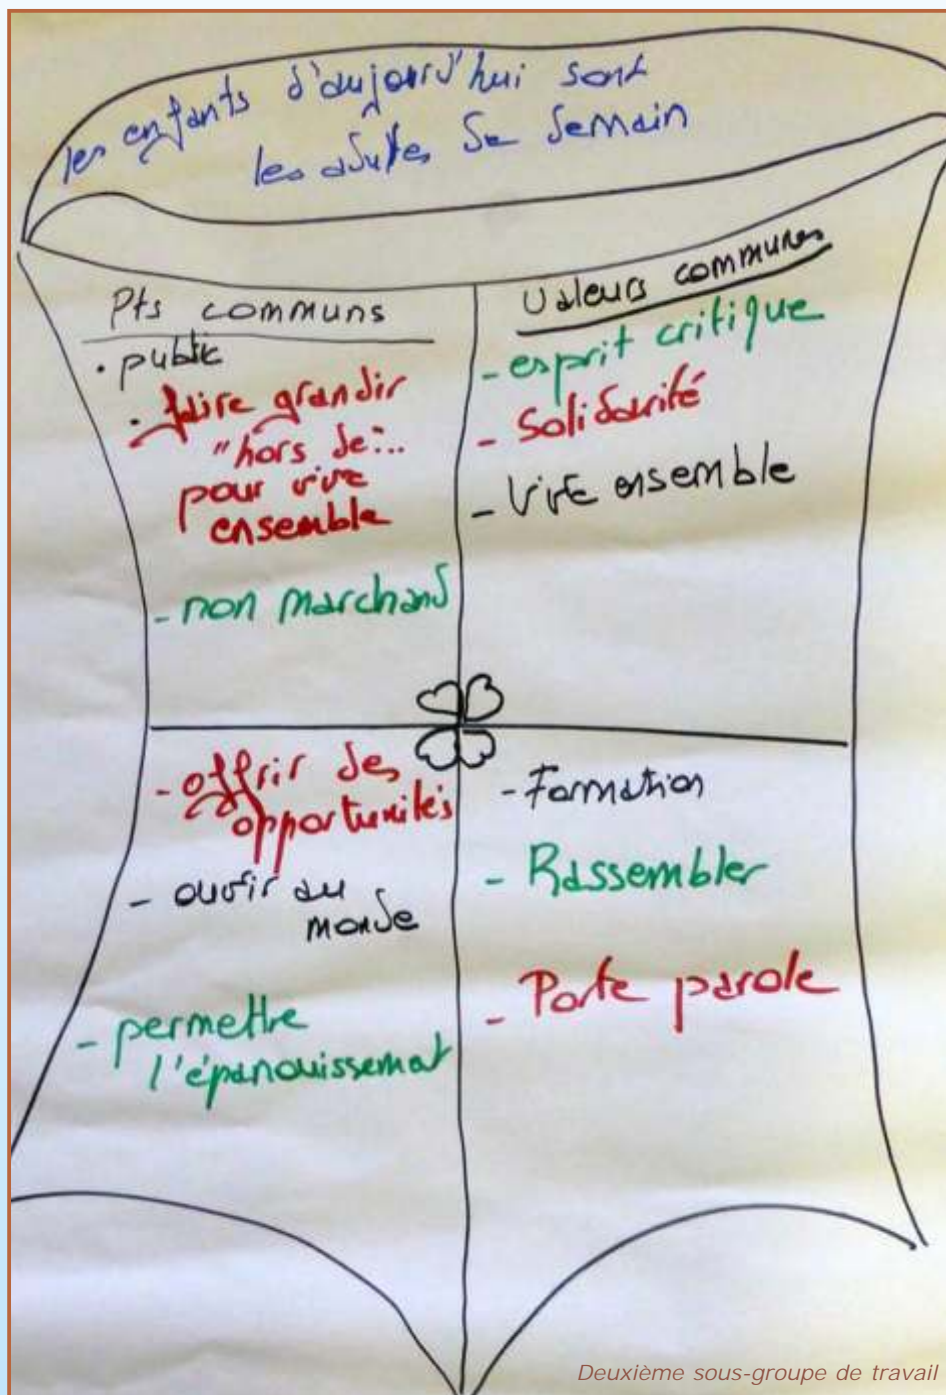 les enfants d'aujourd'hui sont
les adultes de demain
Pts communs
. public
. faire grandir
"hors de"...
pour vivre
ensemble
- non marchand
Valeurs communes
- esprit critique
- Solidarité
- Vivre ensemble
- offrir des
opportunités
- ouvrir au
monde
- permettre
l'épanouissement
- Formation
- Rassembler
- Porte parole
Deuxième sous-groupe de travail